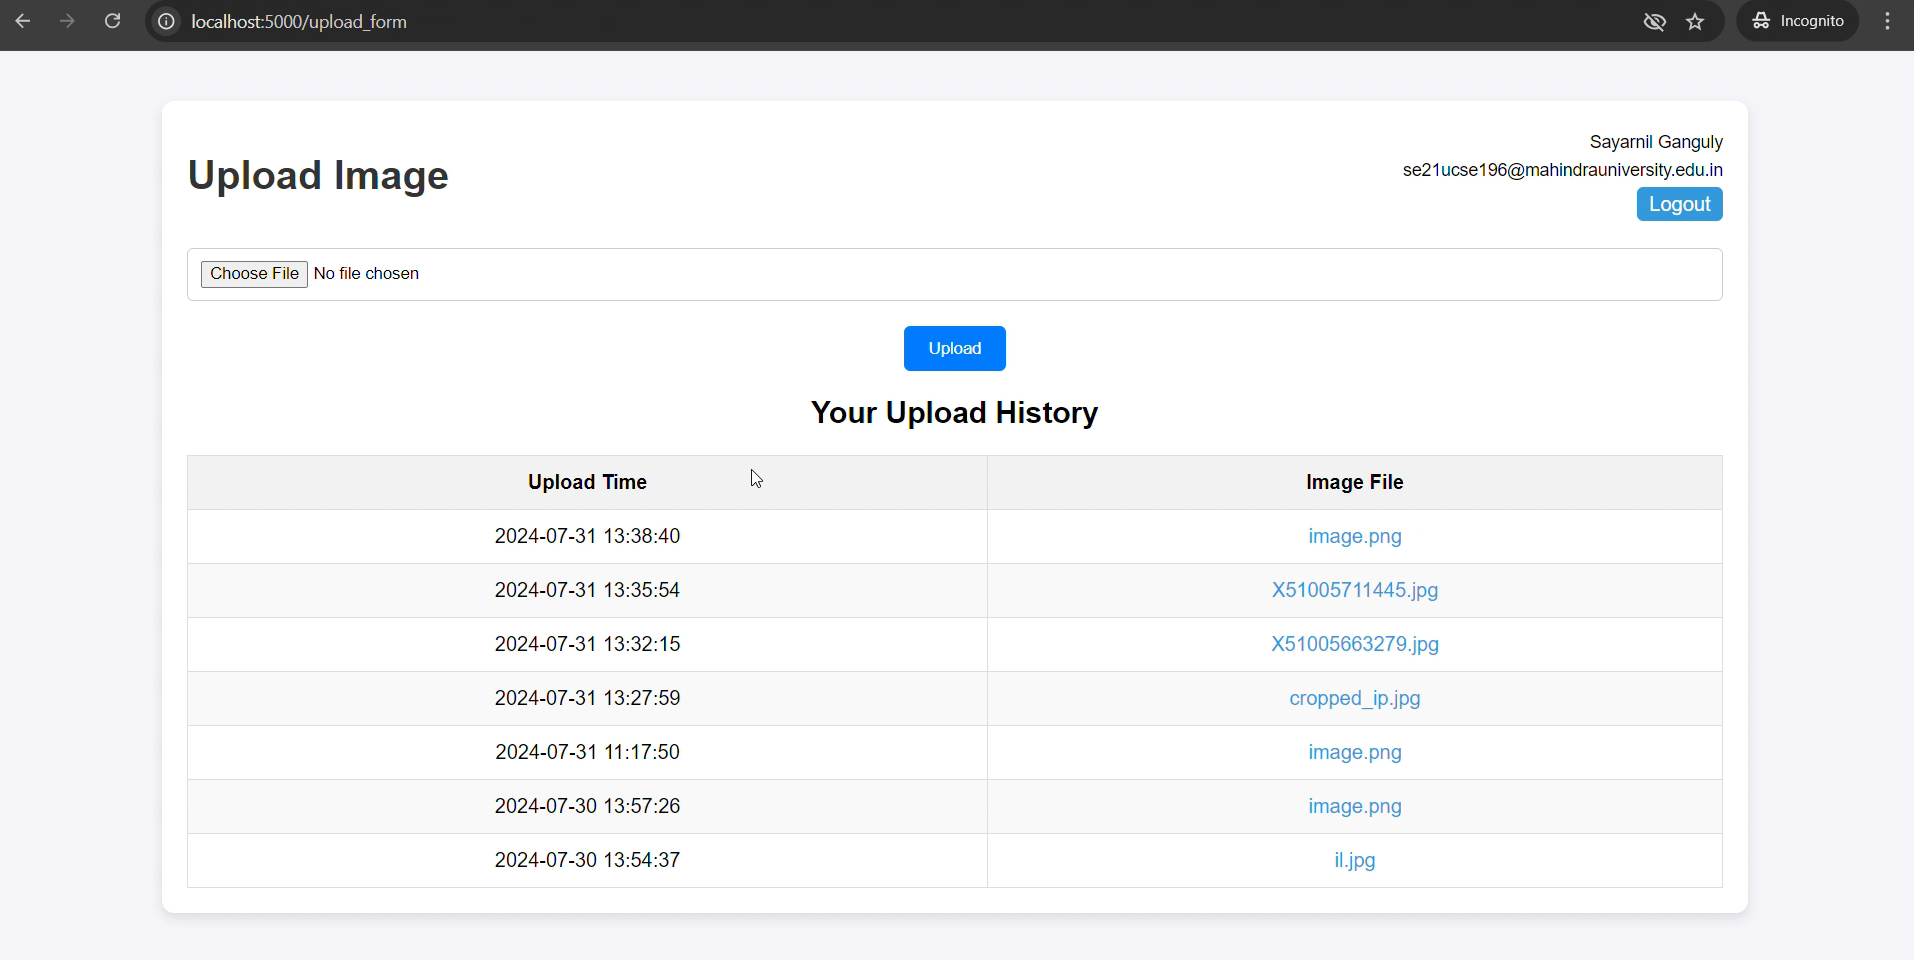 localhost:5000/upload_form
Incognito
Upload Image
Sayarnil Ganguly
se21ucse196@mahindrauniversity.edu.in
Logout
Choose File No file chosen
Upload
Your Upload History
Upload Time Image File
2024-07-31 13:38:40 image.png
2024-07-31 13:35:54 X51005711445.jpg
2024-07-31 13:32:15 X51005663279.jpg
2024-07-31 13:27:59 cropped_ip.jpg
2024-07-31 11:17:50 image.png
2024-07-30 13:57:26 image.png
2024-07-30 13:54:37 il.jpg